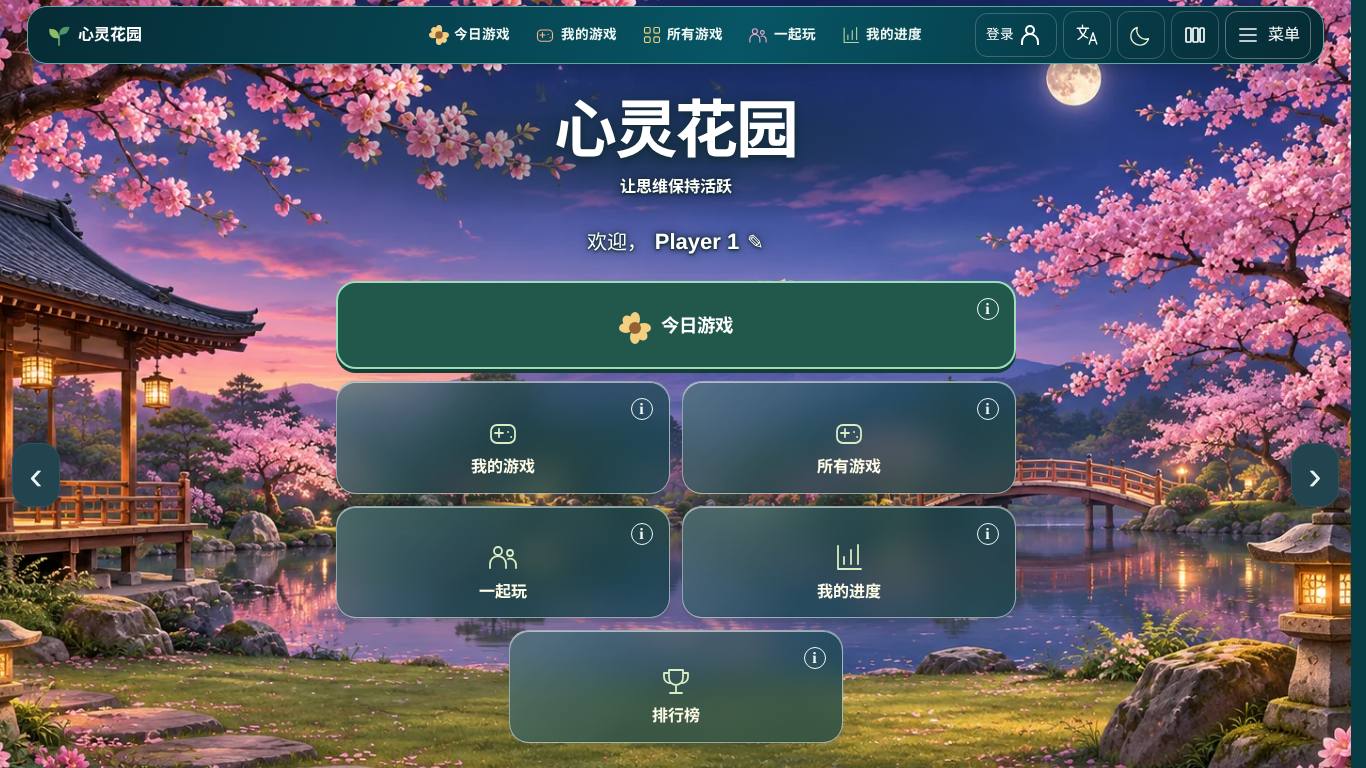 心灵花园
今日游戏
我的游戏
所有游戏
一起玩
我的进度
登录
菜单
心灵花园
让思维保持活跃
欢迎， Player 1
今日游戏
我的游戏
所有游戏
一起玩
我的进度
排行榜